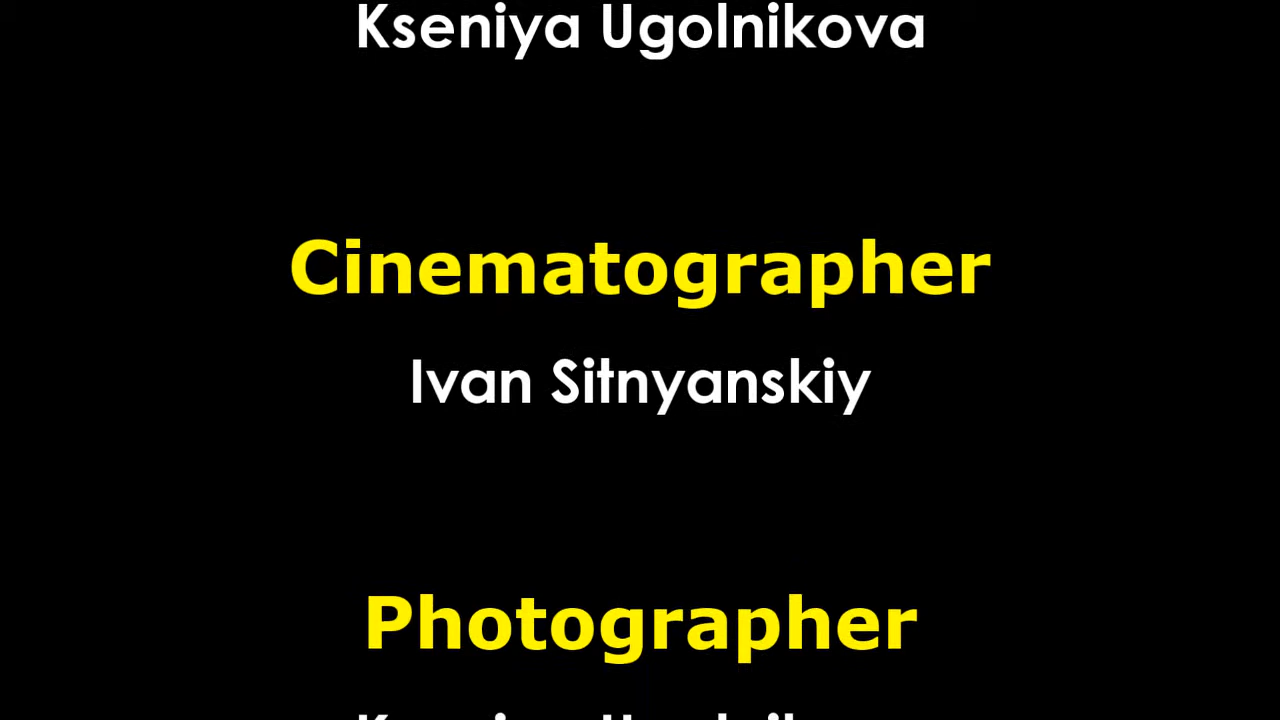 Kseniya Ugolnikova
Cinematographer
Ivan Sitnyanskiy
Photographer